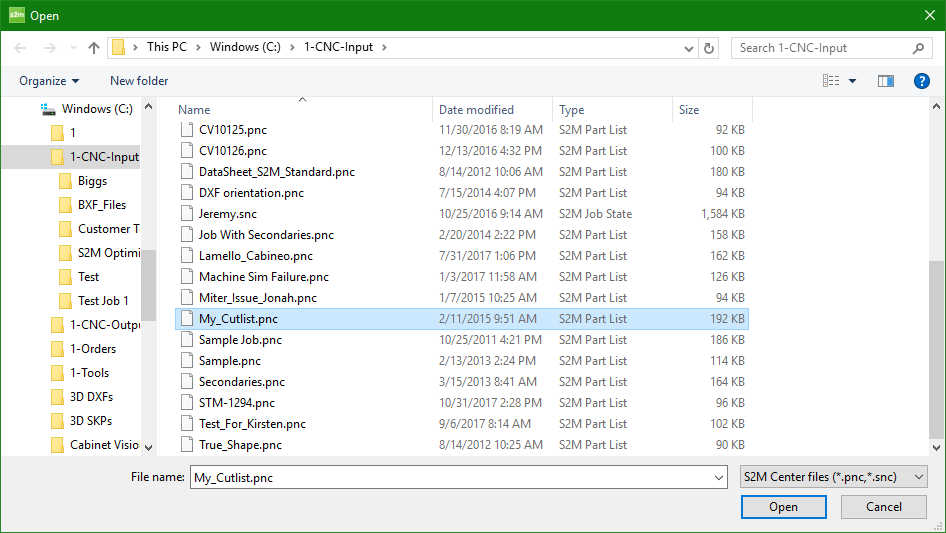 s2m Open
This PC > Windows (C:) > 1-CNC-Input >
Search 1-CNC-Input
Organize New folder ?
Windows (C:)
1
1-CNC-Input
Biggs
BXF_Files
Customer T
S2M Optimi
Test
Test Job 1
1-CNC-Outpu
1-Orders
1-Tools
3D DXFs
3D SKPs
Cabinet Visio
Name Date modified Type Size
CV10125.pnc 11/30/2016 8:19 AM S2M Part List 92 KB
CV10126.pnc 12/13/2016 4:32 PM S2M Part List 100 KB
DataSheet_S2M_Standard.pnc 8/14/2012 10:06 AM S2M Part List 180 KB
DXF orientation.pnc 7/15/2014 4:07 PM S2M Part List 94 KB
Jeremy.snc 10/25/2016 9:14 AM S2M Job State 1,584 KB
Job With Secondaries.pnc 2/20/2014 2:22 PM S2M Part List 158 KB
Lamello_Cabineo.pnc 7/31/2017 1:06 PM S2M Part List 162 KB
Machine Sim Failure.pnc 1/3/2017 11:58 AM S2M Part List 126 KB
Miter_Issue_Jonah.pnc 1/7/2015 10:25 AM S2M Part List 94 KB
My_Cutlist.pnc 2/11/2015 9:51 AM S2M Part List 192 KB
Sample Job.pnc 10/25/2011 4:21 PM S2M Part List 186 KB
Sample.pnc 2/13/2013 2:24 PM S2M Part List 114 KB
Secondaries.pnc 3/15/2013 8:41 AM S2M Part List 164 KB
STM-1294.pnc 10/31/2017 2:28 PM S2M Part List 96 KB
Test_For_Kirsten.pnc 9/6/2017 8:14 AM S2M Part List 102 KB
True_Shape.pnc 8/14/2012 10:25 AM S2M Part List 90 KB
File name: My_Cutlist.pnc S2M Center files (*.pnc,*.snc)
Open Cancel